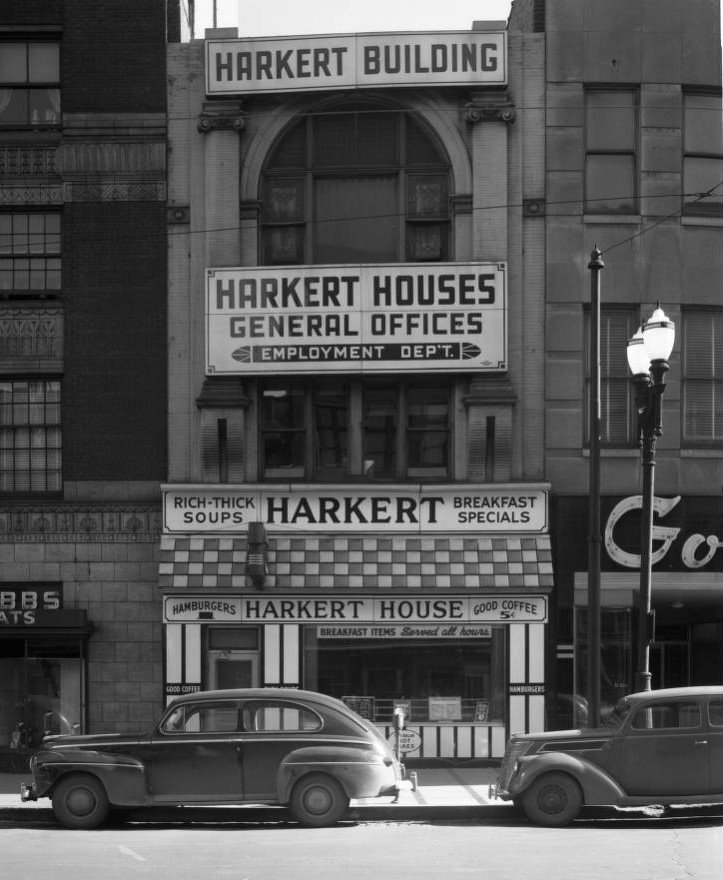 HARKERT BUILDING
HARKERT HOUSES
GENERAL OFFICES
EMPLOYMENT DEP'T.
RICH-THICK
SOUPS
HARKERT
BREAKFAST
SPECIALS
HAMBURGERS
HARKERT HOUSE
GOOD COFFEE
5¢
BREAKFAST ITEMS Served all hours
GOOD COFFEE
HAMBURGERS
BBS
ATS
Go